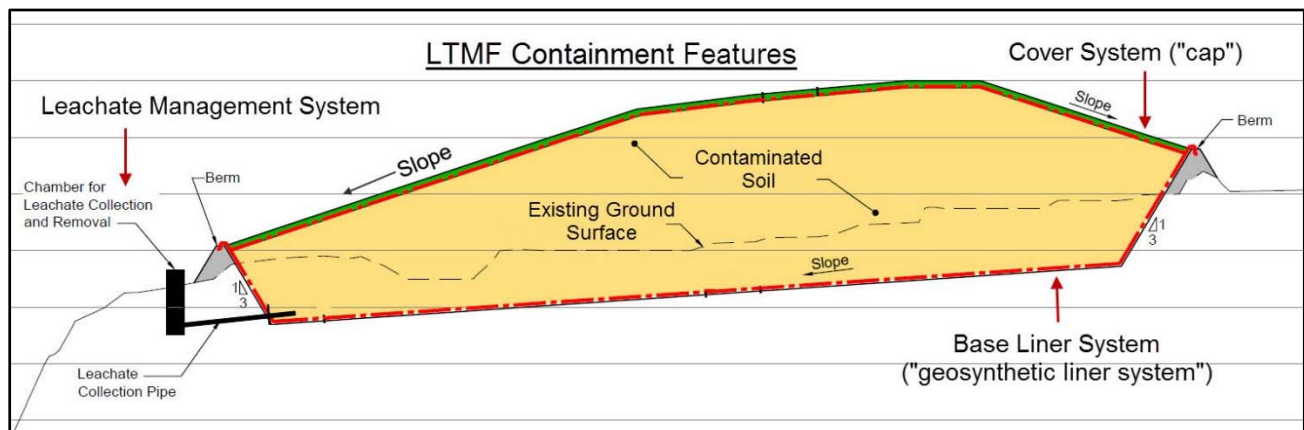 LTMF Containment Features
Cover System ("cap")
Leachate Management System
Slope
Berm
Chamber for
Leachate Collection
and Removal
Berm
Slope
Contaminated
Soil
Existing Ground
Surface
1
3
Slope
1
3
Base Liner System
("geosynthetic liner system")
Leachate
Collection Pipe